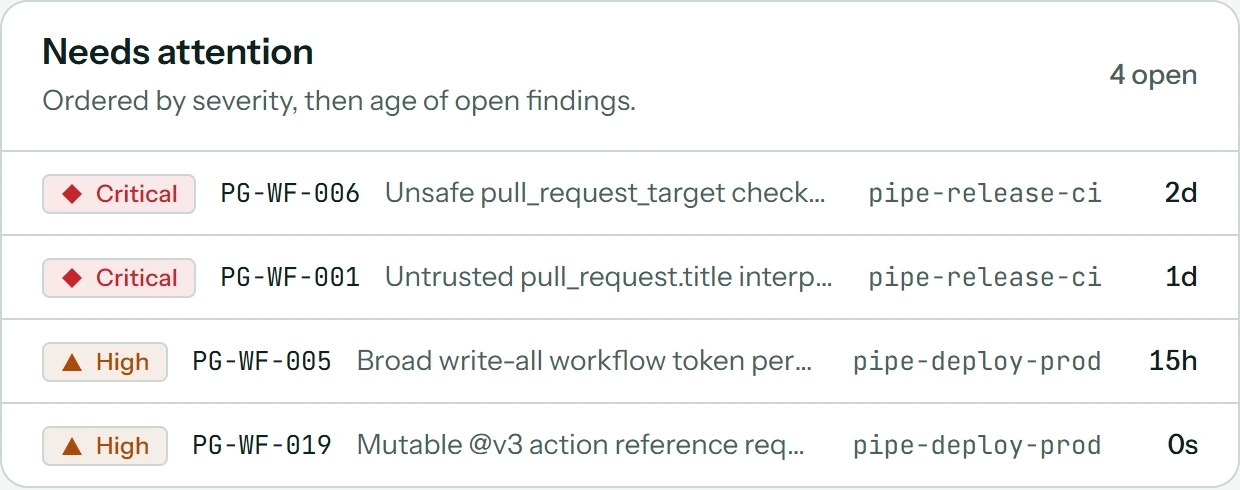 Needs attention
Ordered by severity, then age of open findings.
4 open
Critical PG-WF-006 Unsafe pull_request_target check... pipe-release-ci 2d
Critical PG-WF-001 Untrusted pull_request.title interp... pipe-release-ci 1d
High PG-WF-005 Broad write-all workflow token per... pipe-deploy-prod 15h
High PG-WF-019 Mutable @v3 action reference req... pipe-deploy-prod 0s